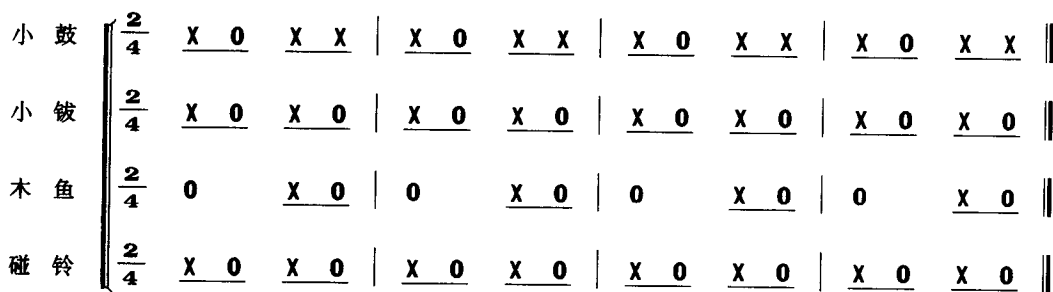 小 鼓 2/4 X 0 X X | X 0 X X | X 0 X X | X 0 X X ‖
小 钹 2/4 X 0 X 0 | X 0 X 0 | X 0 X 0 | X 0 X 0 ‖
木 鱼 2/4 0 X 0 | 0 X 0 | 0 X 0 | 0 X 0 ‖
碰 铃 2/4 X 0 X 0 | X 0 X 0 | X 0 X 0 | X 0 X 0 ‖